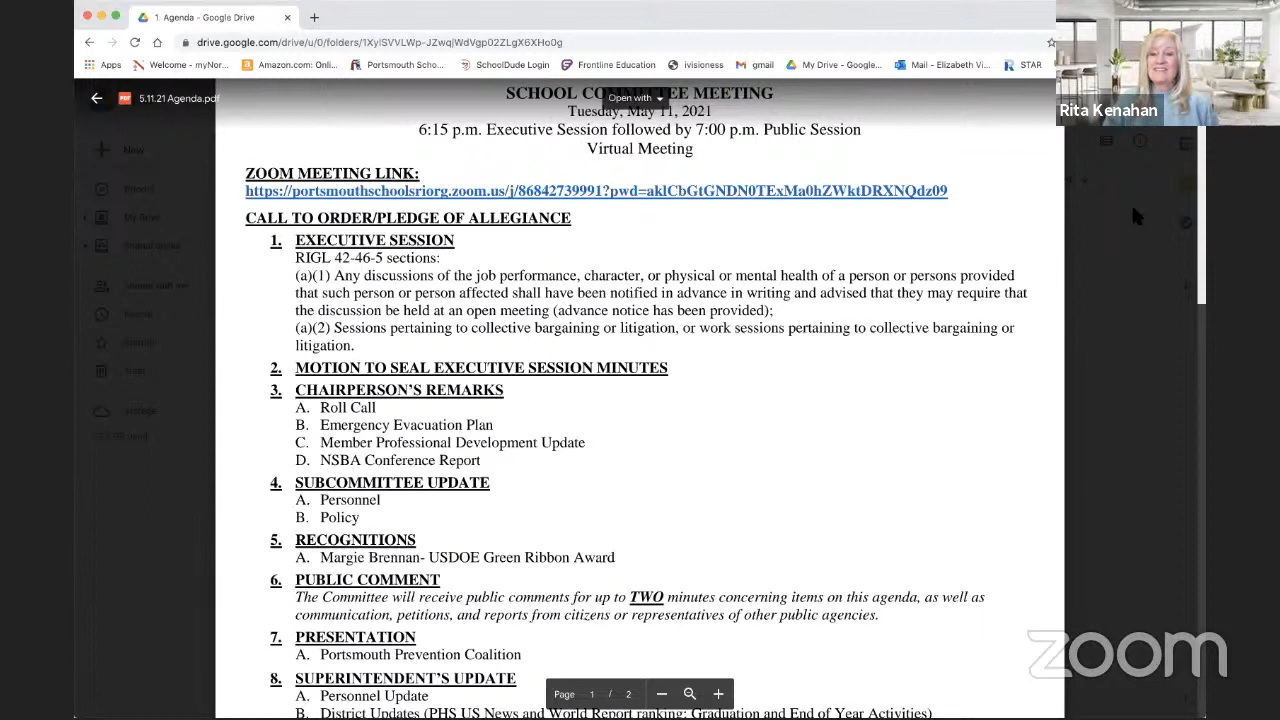 1. Agenda - Google Drive
drive.google.com/drive/u/0/folders/1XyISVVLWp-JZwqjWdVgp02ZLgX6XHo0g
Apps Welcome - myNor... Amazon.com: Onli... Portsmouth Scho... SchoolDude Login Frontline Education ivisioness gmail My Drive - Google... Mail - Elizabeth Vi... STAR
Rita Kenahan
5.11.21 Agenda.pdf
Open with
SCHOOL COMMITTEE MEETING
Tuesday, May 11, 2021
6:15 p.m. Executive Session followed by 7:00 p.m. Public Session
Virtual Meeting
New
My Drive
ZOOM MEETING LINK:
https://portsmouthschoolsriorg.zoom.us/j/86842739991?pwd=aklCbGtGNDN0TExMa0hZWktDRXNQdz09
CALL TO ORDER/PLEDGE OF ALLEGIANCE
1. EXECUTIVE SESSION
RIGL 42-46-5 sections:
(a)(1) Any discussions of the job performance, character, or physical or mental health of a person or persons provided
that such person or person affected shall have been notified in advance in writing and advised that they may require that
the discussion be held at an open meeting (advance notice has been provided);
(a)(2) Sessions pertaining to collective bargaining or litigation, or work sessions pertaining to collective bargaining or
litigation.
2. MOTION TO SEAL EXECUTIVE SESSION MINUTES
3. CHAIRPERSON'S REMARKS
A. Roll Call
B. Emergency Evacuation Plan
C. Member Professional Development Update
D. NSBA Conference Report
4. SUBCOMMITTEE UPDATE
A. Personnel
B. Policy
5. RECOGNITIONS
A. Margie Brennan- USDOE Green Ribbon Award
6. PUBLIC COMMENT
The Committee will receive public comments for up to TWO minutes concerning items on this agenda, as well as
communication, petitions, and reports from citizens or representatives of other public agencies.
7. PRESENTATION
A. Portsmouth Prevention Coalition
8. SUPERINTENDENT'S UPDATE
A. Personnel Update
B. District Updates (PHS US News and World Report ranking; Graduation and End of Year Activities)
Page 1 / 2
zoom